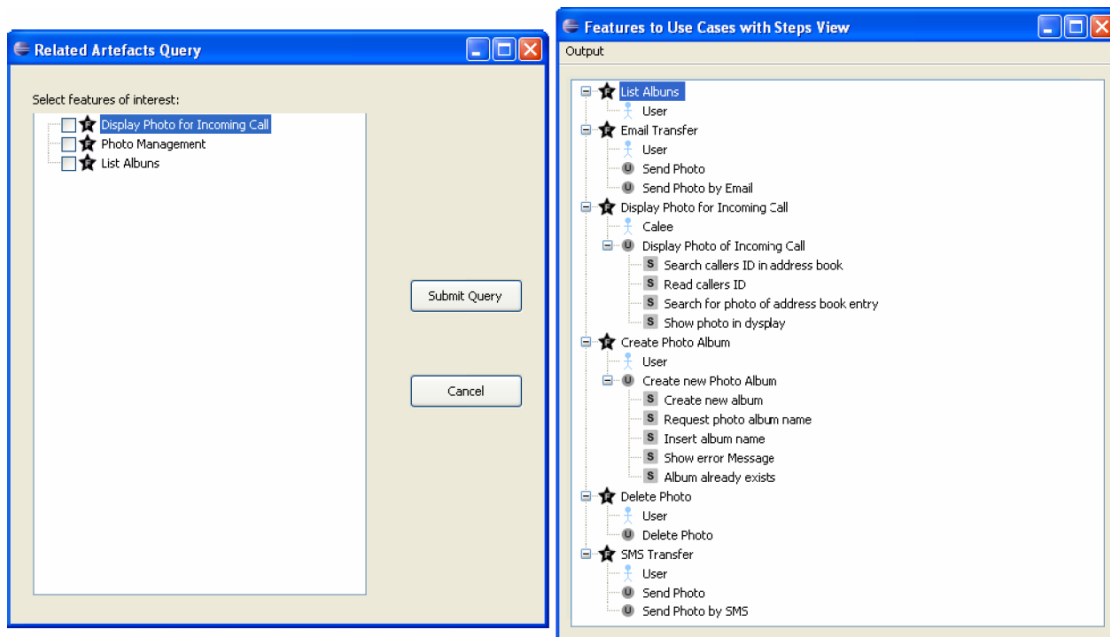 Related Artefacts Query
Select features of interest:
Display Photo for Incoming Call
Photo Management
List Albuns
Submit Query
Cancel
Features to Use Cases with Steps View
Output
List Albuns
User
Email Transfer
User
Send Photo
Send Photo by Email
Display Photo for Incoming Call
Calee
Display Photo of Incoming Call
Search callers ID in address book
Read callers ID
Search for photo of address book entry
Show photo in dysplay
Create Photo Album
User
Create new Photo Album
Create new album
Request photo album name
Insert album name
Show error Message
Album already exists
Delete Photo
User
Delete Photo
SMS Transfer
User
Send Photo
Send Photo by SMS